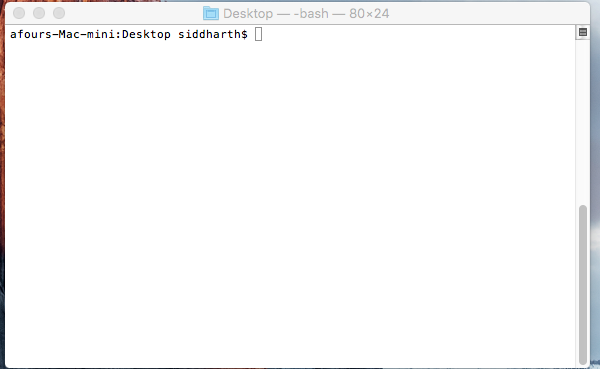 Desktop — -bash — 80×24
afours-Mac-mini:Desktop siddharth$